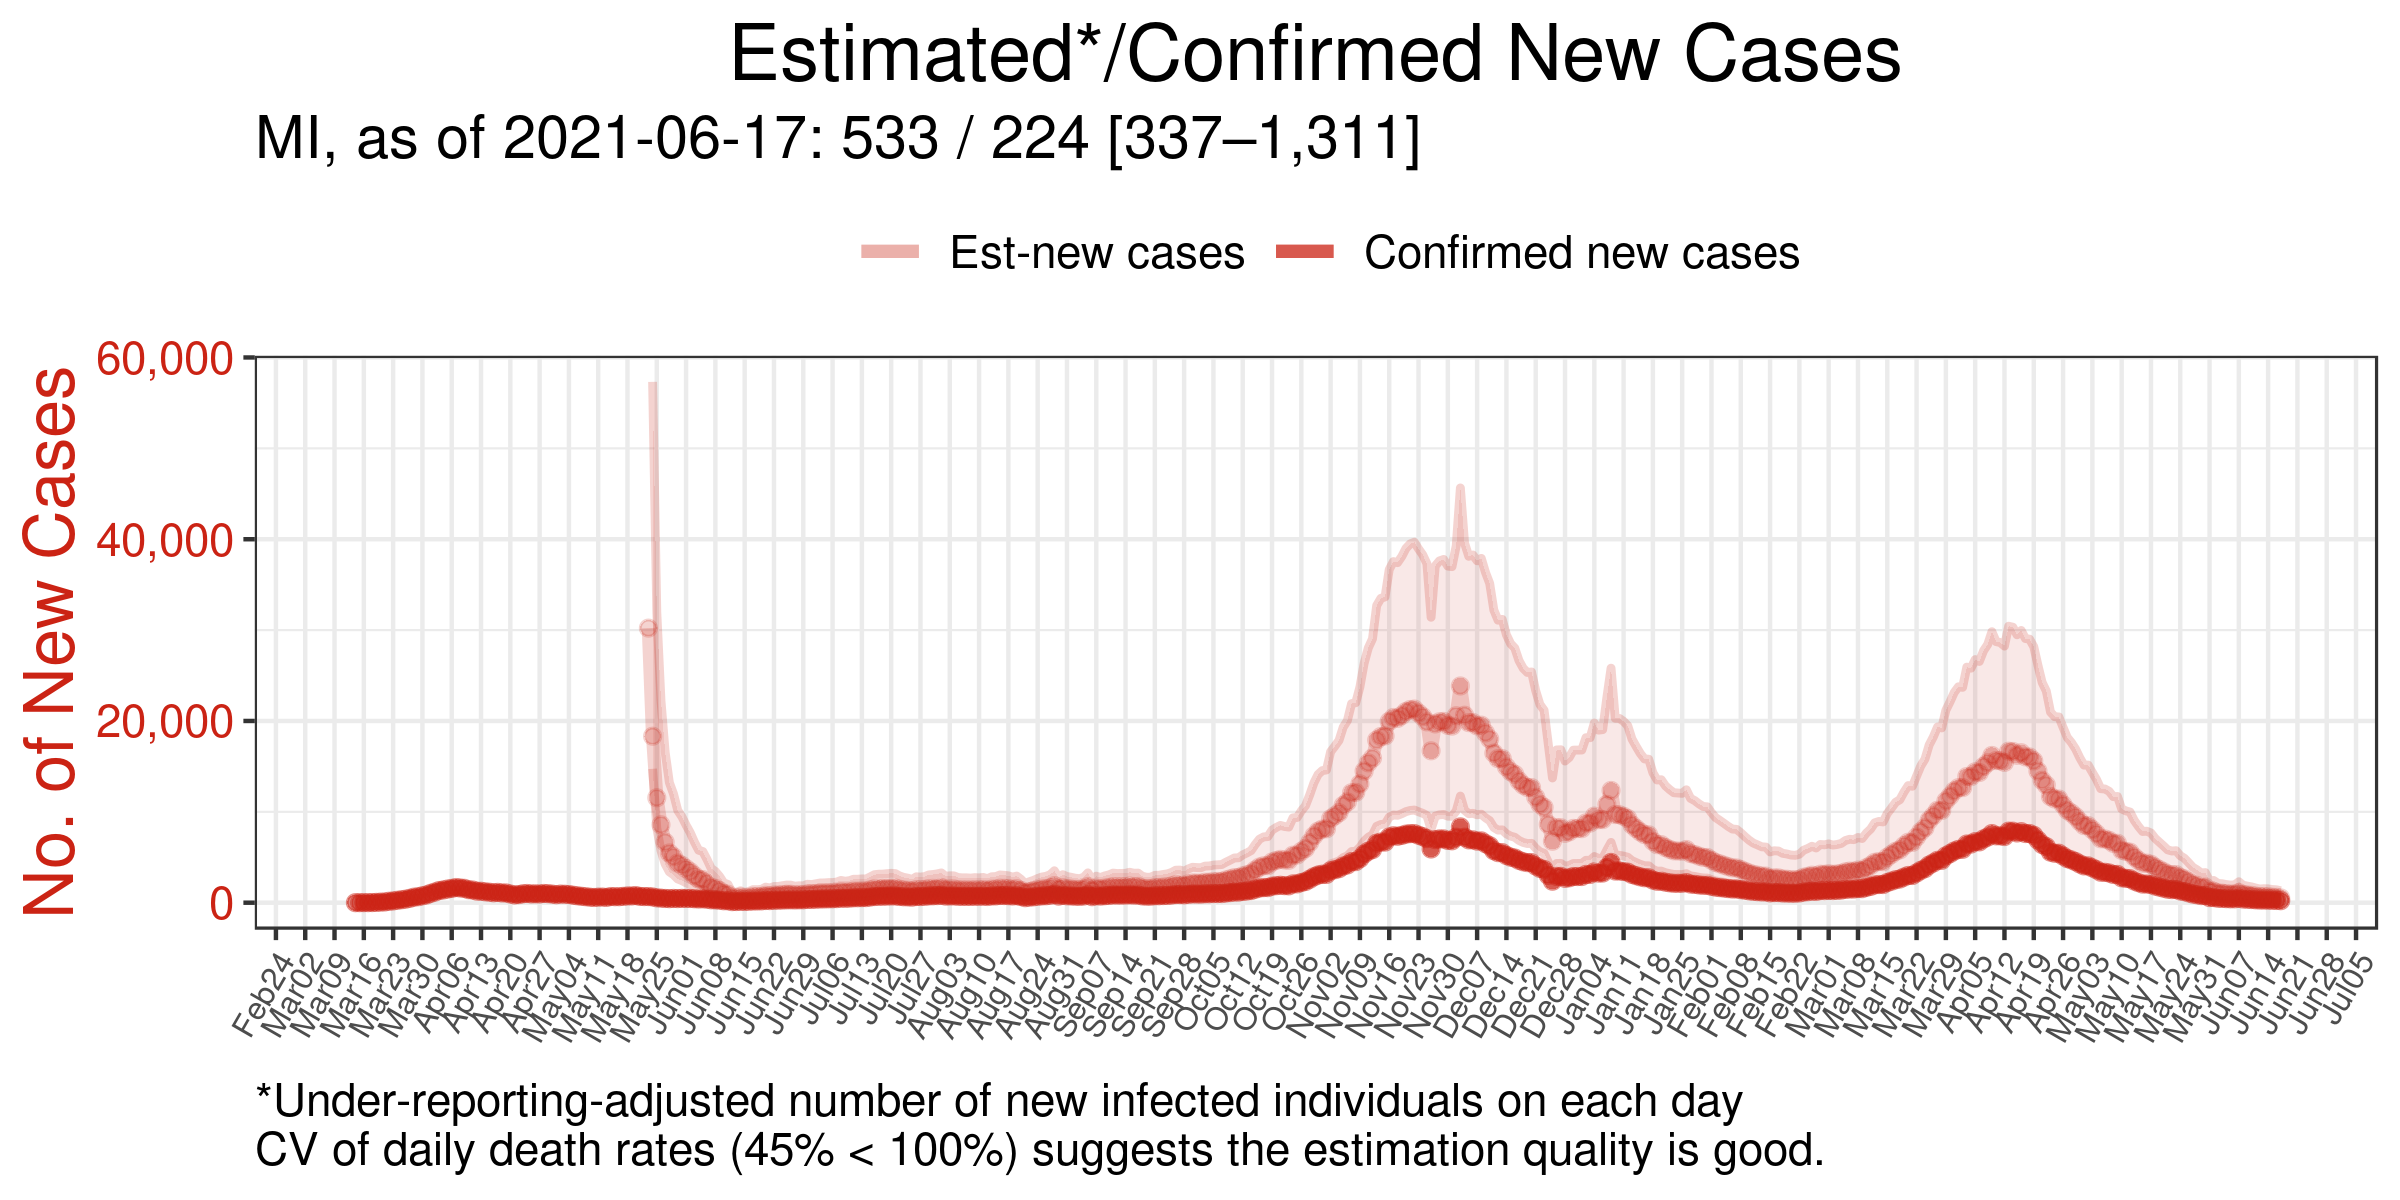 Estimated*/Confirmed New Cases
MI, as of 2021-06-17: 533 / 224 [337–1,311]
Est-new cases
Confirmed new cases
No. of New Cases
60,000
40,000
20,000
0
Feb24
Mar02
Mar09
Mar16
Mar23
Mar30
Apr06
Apr13
Apr20
Apr27
May04
May11
May18
May25
Jun01
Jun08
Jun15
Jun22
Jun29
Jul06
Jul13
Jul20
Jul27
Aug03
Aug10
Aug17
Aug24
Aug31
Sep07
Sep14
Sep21
Sep28
Oct05
Oct12
Oct19
Oct26
Nov02
Nov09
Nov16
Nov23
Nov30
Dec07
Dec14
Dec21
Dec28
Jan04
Jan11
Jan18
Jan25
Feb01
Feb08
Feb15
Feb22
Mar01
Mar08
Mar15
Mar22
Mar29
Apr05
Apr12
Apr19
Apr26
May03
May10
May17
May24
May31
Jun07
Jun14
Jun21
Jun28
Jul05
*Under-reporting-adjusted number of new infected individuals on each day
CV of daily death rates (45% < 100%) suggests the estimation quality is good.